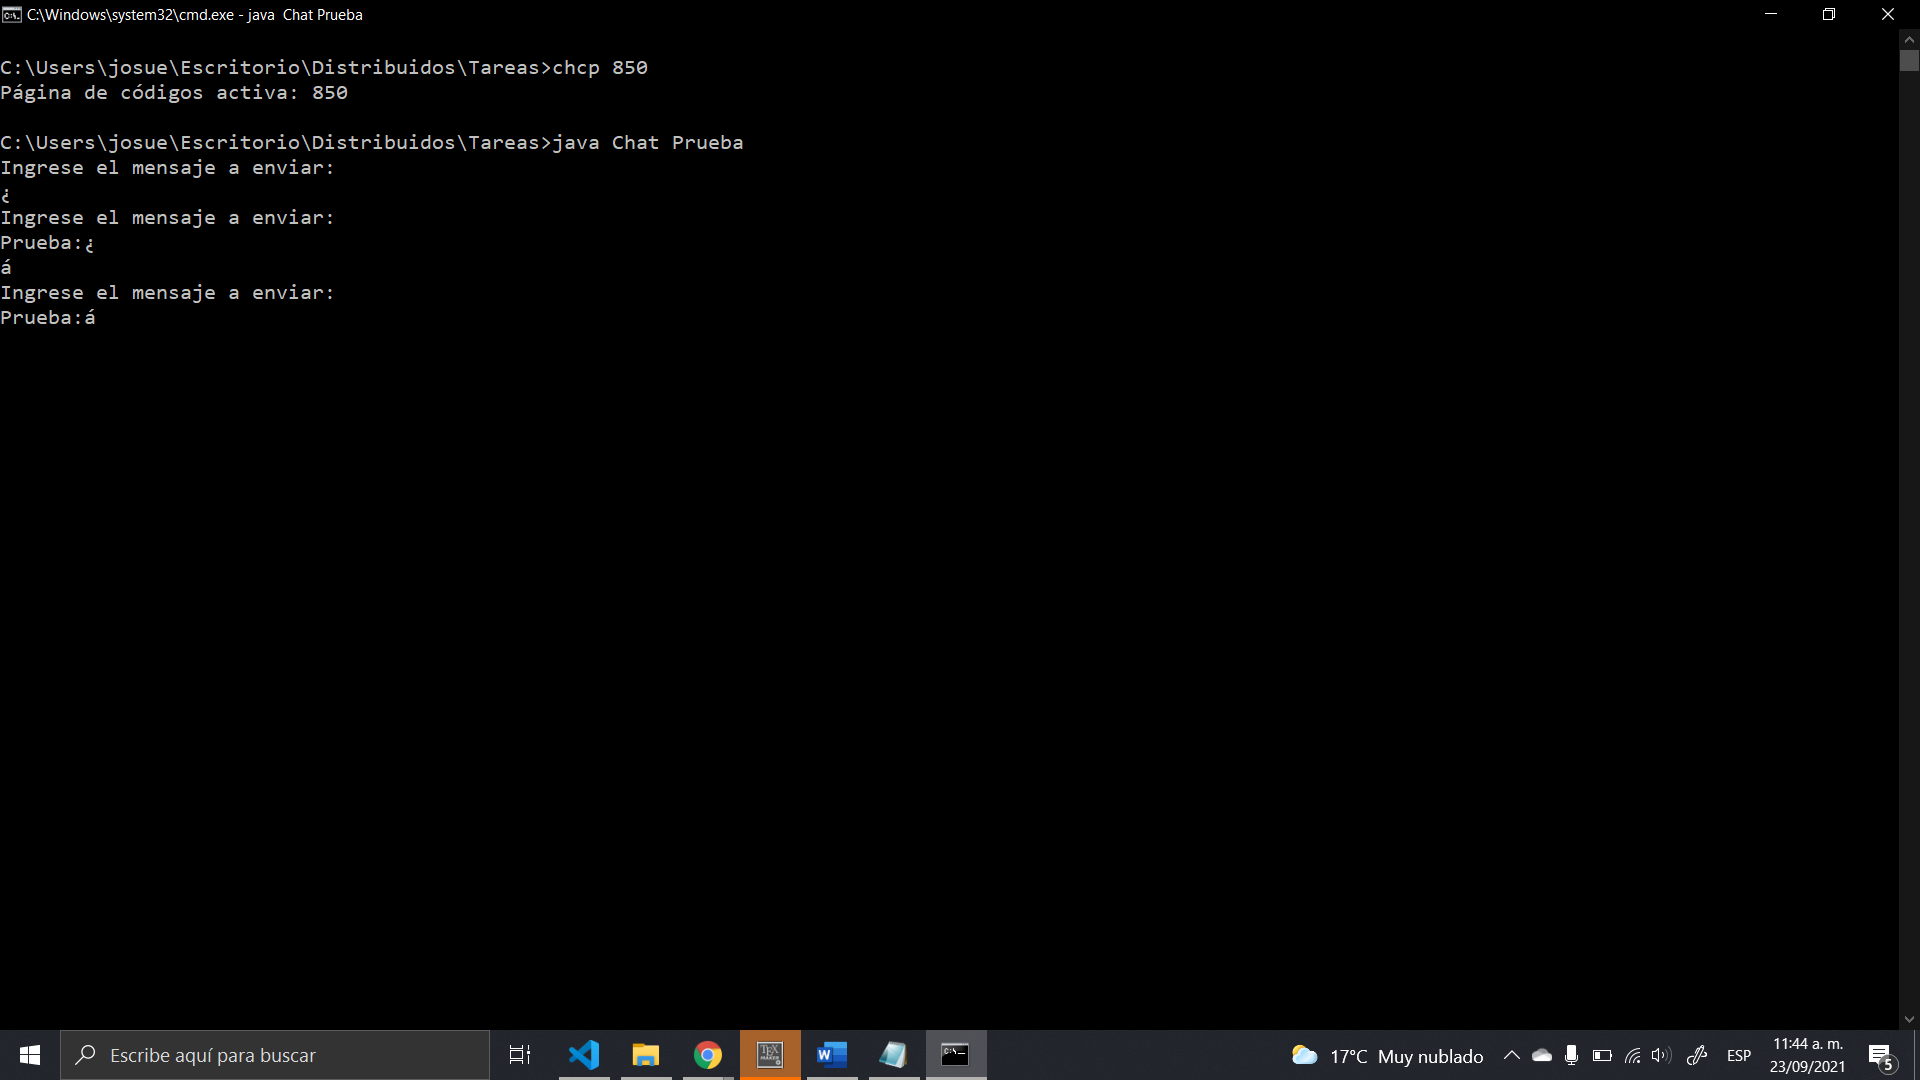 C:\Windows\system32\cmd.exe - java  Chat Prueba
C:\Users\josue\Escritorio\Distribuidos\Tareas>chcp 850
Página de códigos activa: 850
C:\Users\josue\Escritorio\Distribuidos\Tareas>java Chat Prueba
Ingrese el mensaje a enviar:
¿
Ingrese el mensaje a enviar:
Prueba:¿
á
Ingrese el mensaje a enviar:
Prueba:á
Escribe aquí para buscar
17°C Muy nublado
ESP
11:44 a. m.
23/09/2021
5